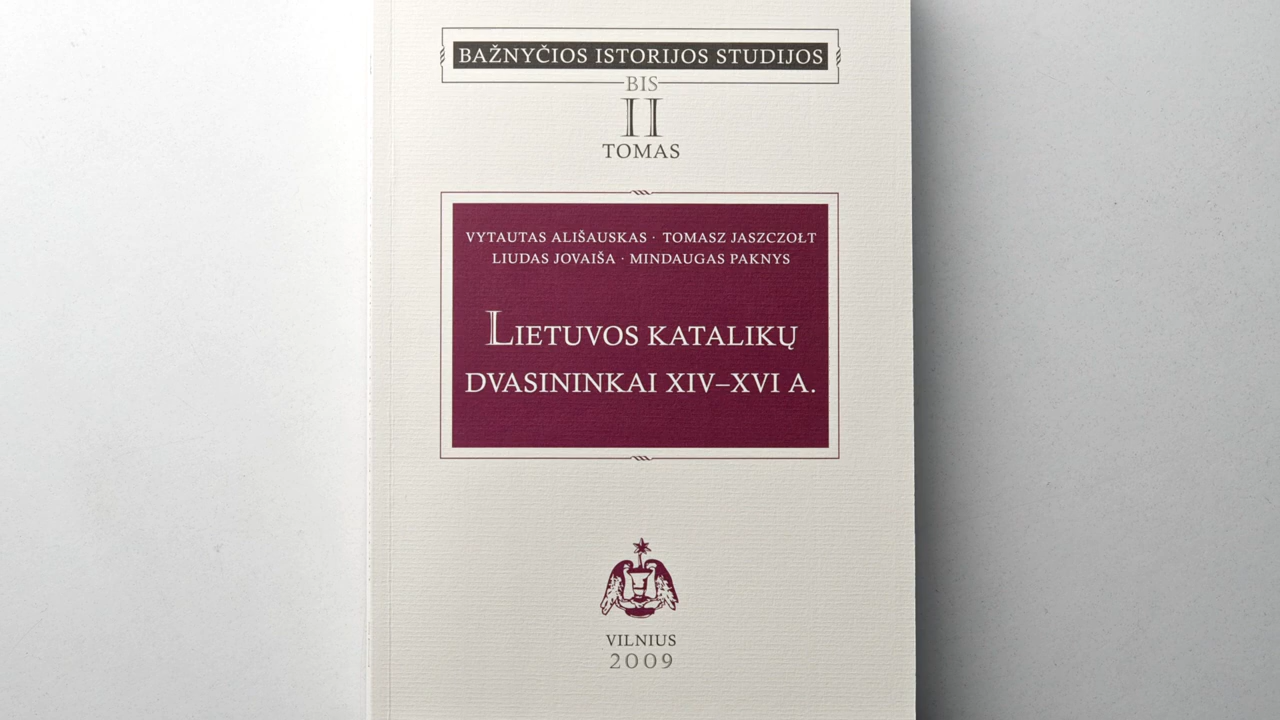 BAŽNYČIOS ISTORIJOS STUDIJOS
BIS
II
TOMAS
VYTAUTAS ALIŠAUSKAS · TOMASZ JASZCZOŁT
LIUDAS JOVAIŠA · MINDAUGAS PAKNYS
LIETUVOS KATALIKŲ
DVASININKAI XIV–XVI A.
VILNIUS
2009